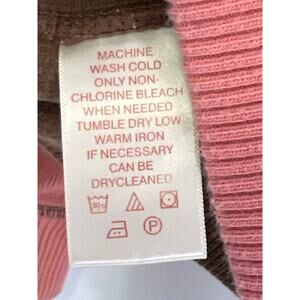 MACHINE
WASH COLD
ONLY NON-
CHLORINE BLEACH
WHEN NEEDED
TUMBLE DRY LOW
WARM IRON
IF NECESSARY
CAN BE
DRYCLEANED
30°C
P